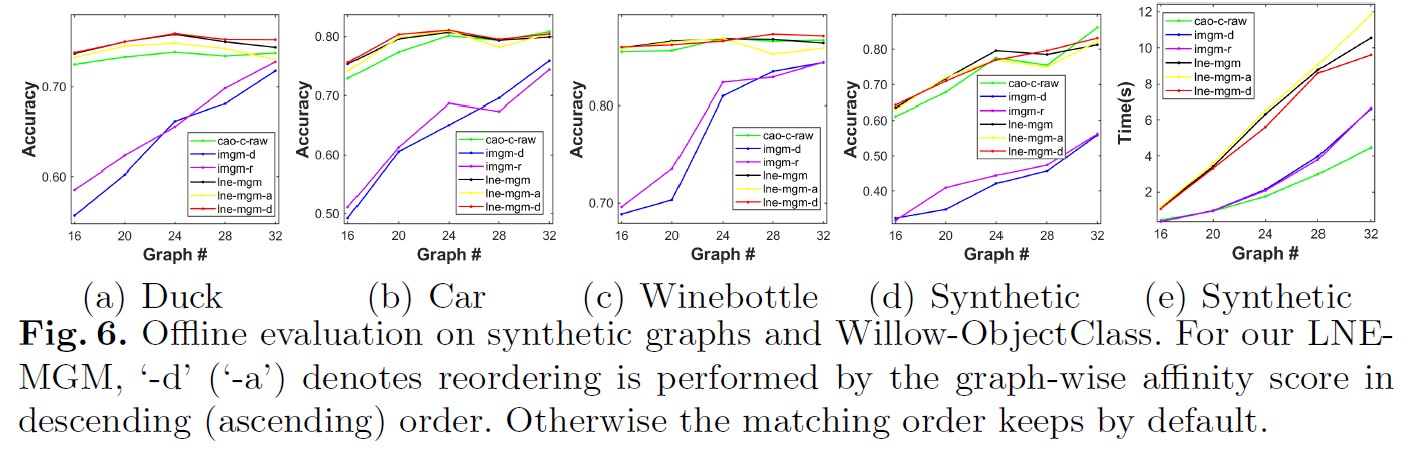 Accuracy
0.70
0.60
16 20 24 28 32
Graph #
cao-c-raw
imgm-d
imgm-r
lne-mgm
lne-mgm-a
lne-mgm-d
(a) Duck
Accuracy
0.80
0.70
0.60
0.50
16 20 24 28 32
Graph #
cao-c-raw
imgm-d
imgm-r
lne-mgm
lne-mgm-a
lne-mgm-d
(b) Car
Accuracy
0.80
0.70
16 20 24 28 32
Graph #
cao-c-raw
imgm-d
imgm-r
lne-mgm
lne-mgm-a
lne-mgm-d
(c) Winebottle
Accuracy
0.80
0.70
0.60
0.50
0.40
16 20 24 28 32
Graph #
cao-c-raw
imgm-d
imgm-r
lne-mgm
lne-mgm-a
lne-mgm-d
(d) Synthetic
Time(s)
12
10
8
6
4
2
16 20 24 28 32
Graph #
cao-c-raw
imgm-d
imgm-r
lne-mgm
lne-mgm-a
lne-mgm-d
(e) Synthetic
Fig. 6. Offline evaluation on synthetic graphs and Willow-ObjectClass. For our LNE-
MGM, ‘-d’ (‘-a’) denotes reordering is performed by the graph-wise affinity score in
descending (ascending) order. Otherwise the matching order keeps by default.